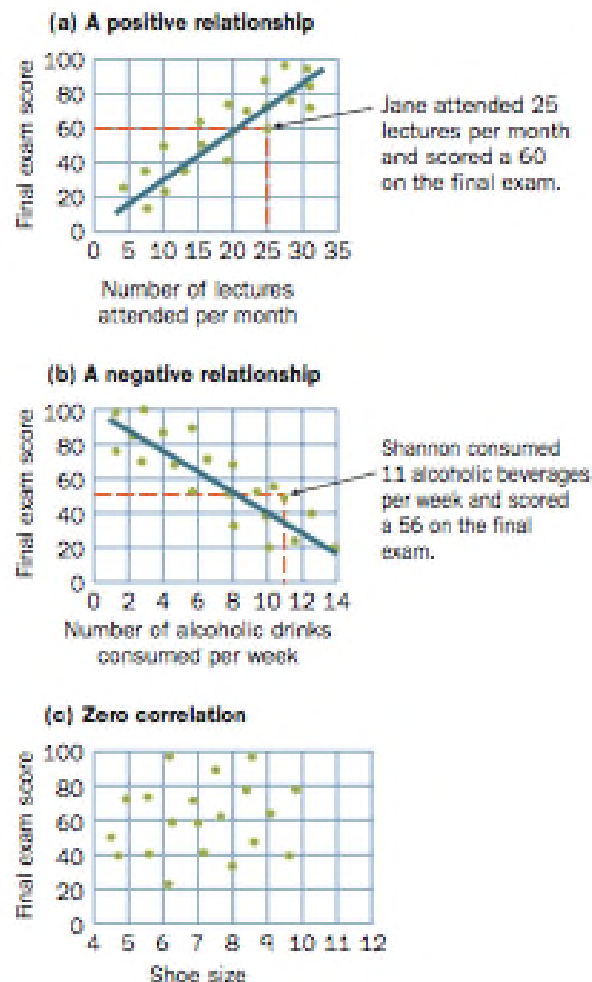 (a) A positive relationship
Final exam score
100
80
60
40
20
0
0 5 10 15 20 25 30 35
Number of lectures
attended per month
Jane attended 25
lectures per month
and scored a 60
on the final exam.
(b) A negative relationship
Final exam score
100
80
60
40
20
0
0 2 4 6 8 10 12 14
Number of alcoholic drinks
consumed per week
Shannon consumed
11 alcoholic beverages
per week and scored
a 56 on the final
exam.
(c) Zero correlation
Final exam score
100
80
60
40
20
0
4 5 6 7 8 9 10 11 12
Shoe size